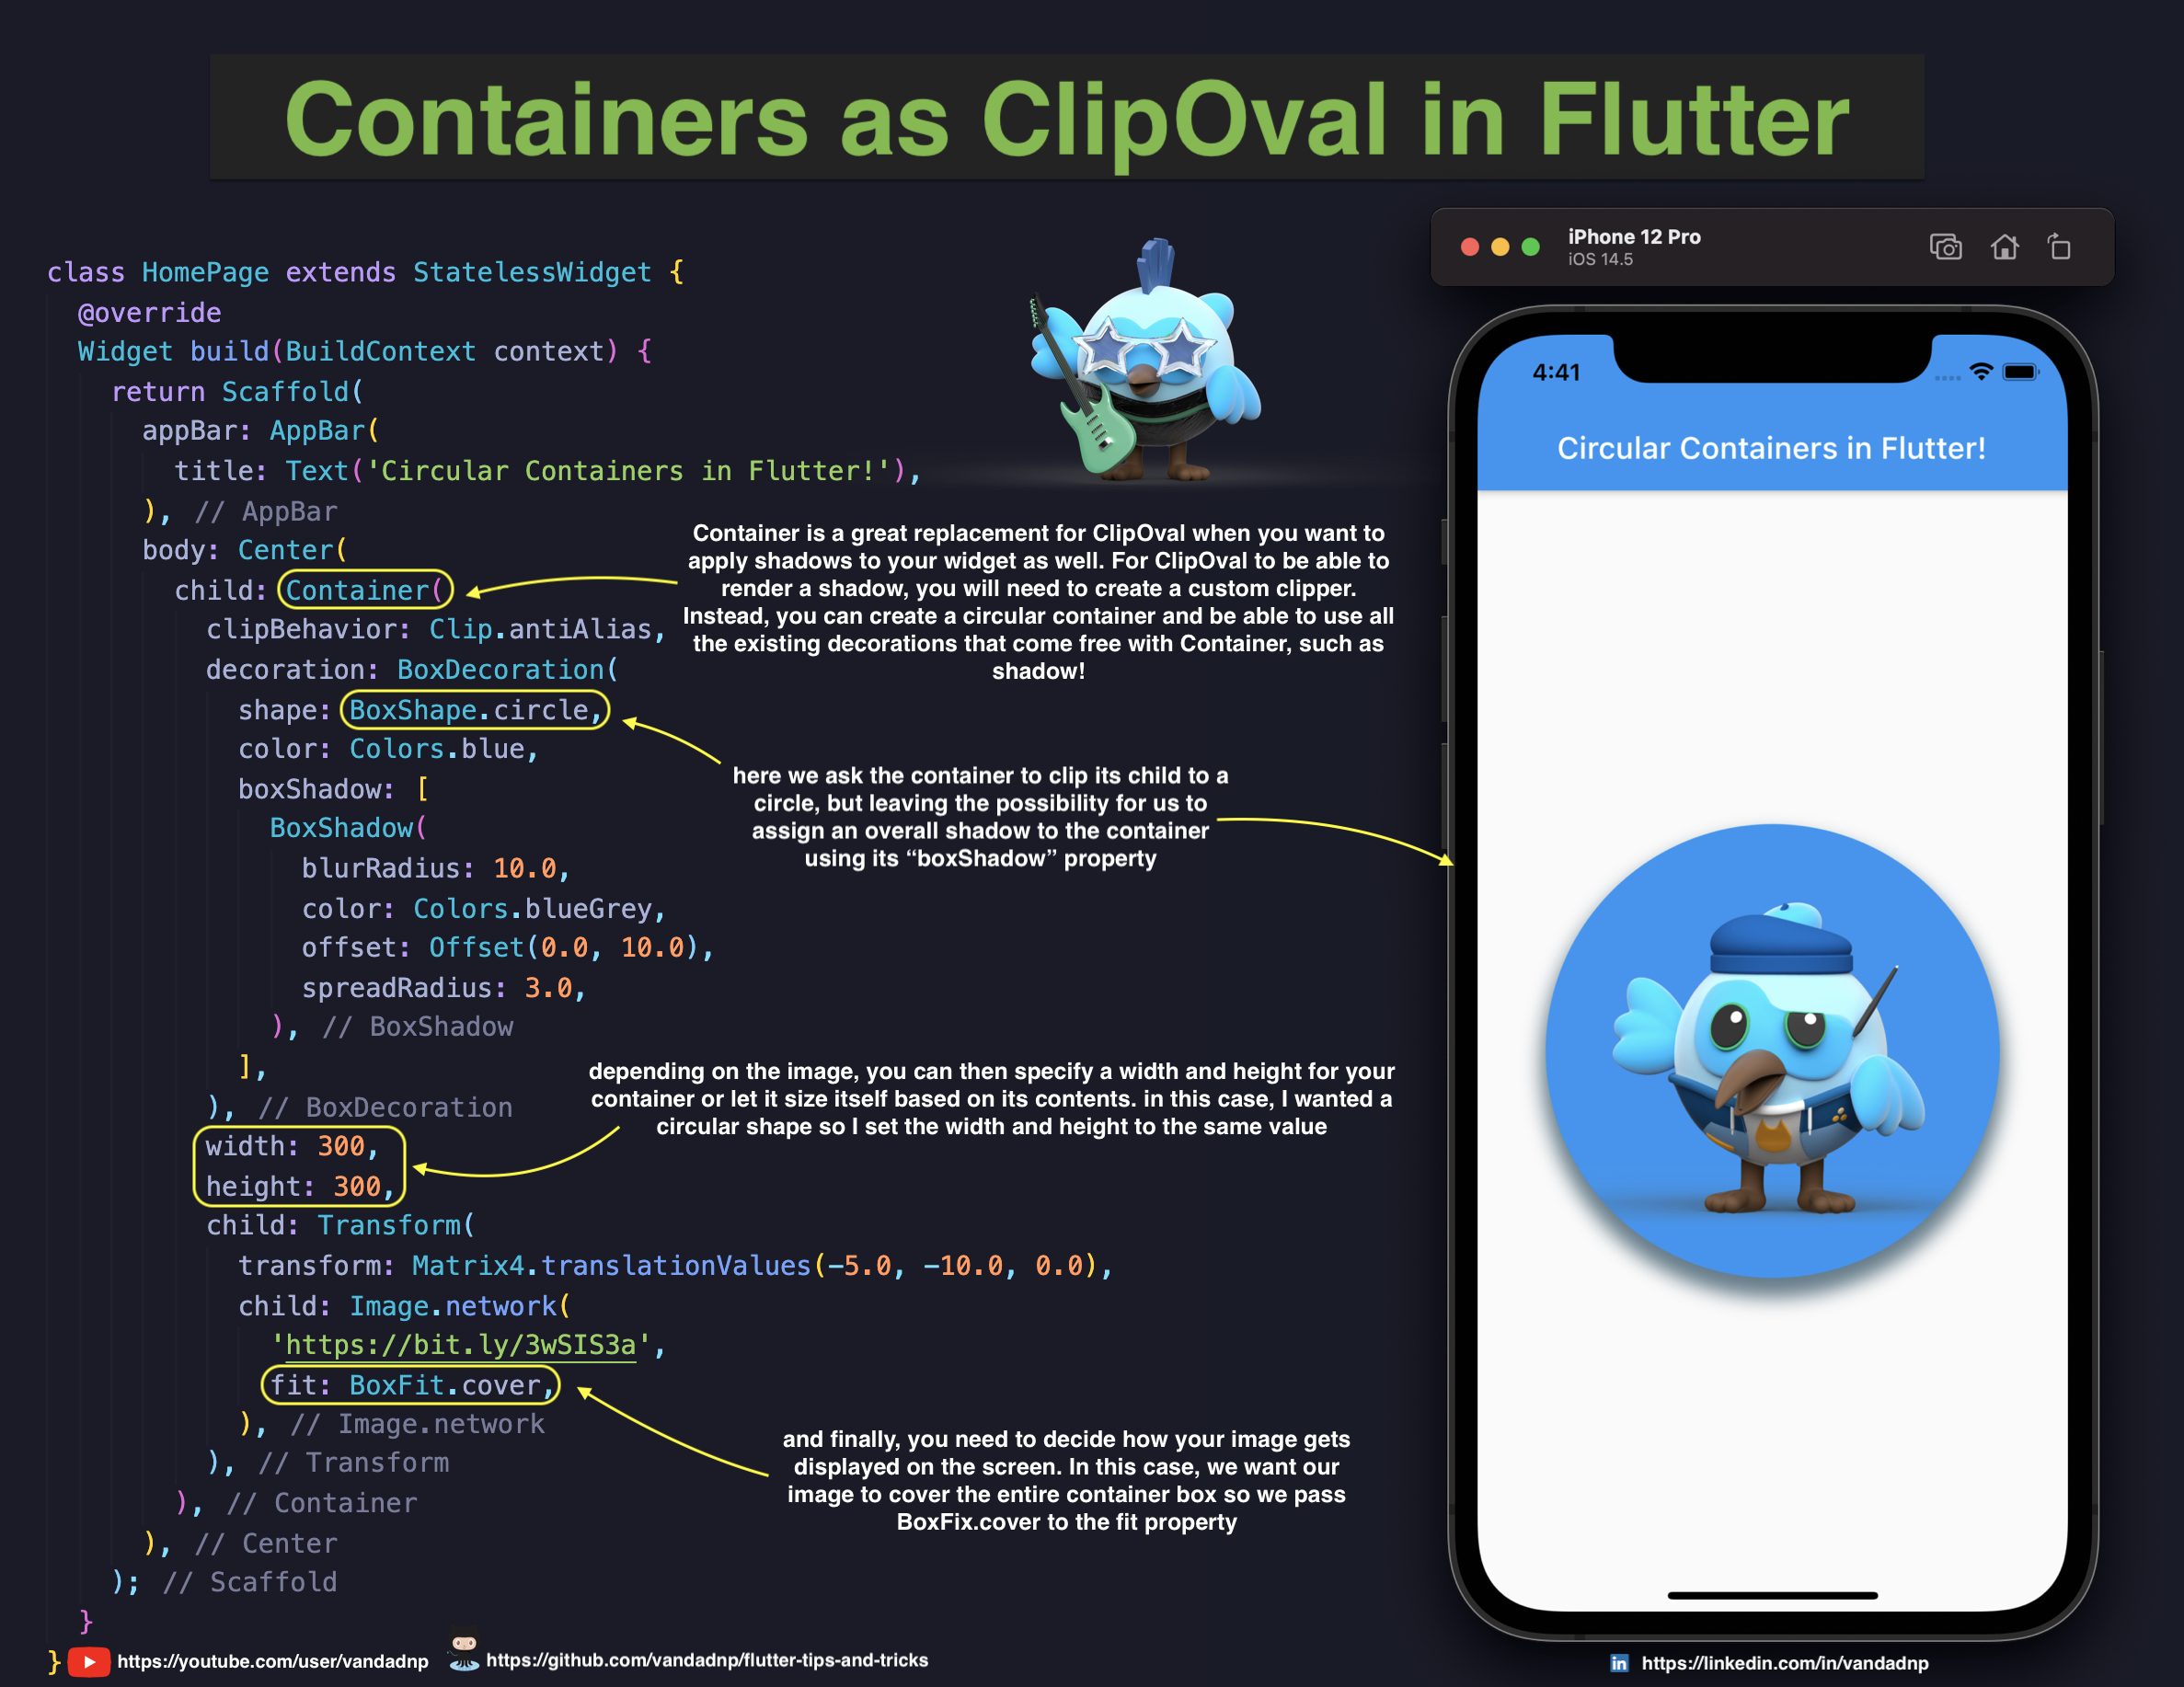 Containers as ClipOval in Flutter
class HomePage extends StatelessWidget {
@override
Widget build(BuildContext context) {
return Scaffold(
appBar: AppBar(
title: Text('Circular Containers in Flutter!'),
), // AppBar
body: Center(
child: Container(
clipBehavior: Clip.antiAlias,
decoration: BoxDecoration(
shape: BoxShape.circle,
color: Colors.blue,
boxShadow: [
BoxShadow(
blurRadius: 10.0,
color: Colors.blueGrey,
offset: Offset(0.0, 10.0),
spreadRadius: 3.0,
), // BoxShadow
],
), // BoxDecoration
width: 300,
height: 300,
child: Transform(
transform: Matrix4.translationValues(-5.0, -10.0, 0.0),
child: Image.network(
'https://bit.ly/3wSIS3a',
fit: BoxFit.cover,
), // Image.network
), // Transform
), // Container
), // Center
); // Scaffold
}
}
Container is a great replacement for ClipOval when you want to
apply shadows to your widget as well. For ClipOval to be able to
render a shadow, you will need to create a custom clipper.
Instead, you can create a circular container and be able to use all
the existing decorations that come free with Container, such as
shadow!
here we ask the container to clip its child to a
circle, but leaving the possibility for us to
assign an overall shadow to the container
using its “boxShadow” property
depending on the image, you can then specify a width and height for your
container or let it size itself based on its contents. in this case, I wanted a
circular shape so I set the width and height to the same value
and finally, you need to decide how your image gets
displayed on the screen. In this case, we want our
image to cover the entire container box so we pass
BoxFix.cover to the fit property
iPhone 12 Pro
iOS 14.5
4:41
Circular Containers in Flutter!
https://youtube.com/user/vandadnp
https://github.com/vandadnp/flutter-tips-and-tricks
in
https://linkedin.com/in/vandadnp